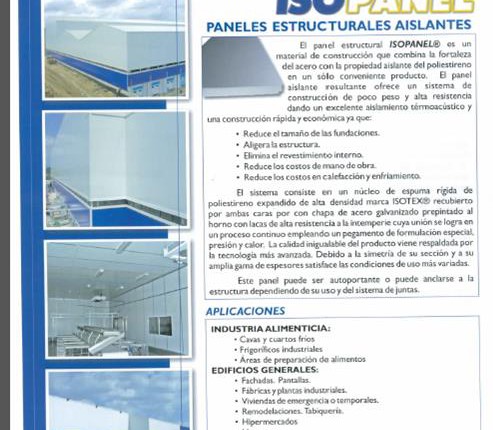 ISOPANEL
PANELES ESTRUCTURALES AISLANTES
El panel estructural ISOPANEL® es un
material de construcción que combina la fortaleza
del acero con la propiedad aislante del poliestireno
en un sólo conveniente producto. El panel
aislante resultante ofrece un sistema de
construcción de poco peso y alta resistencia
dando un excelente aislamiento térmoacústico y
una construcción rápida y económica ya que:
• Reduce el tamaño de las fundaciones.
• Aligera la estructura.
• Elimina el revestimiento interno.
• Reduce los costos de mano de obra.
• Reduce los costos en calefacción y enfriamiento.
El sistema consiste en un núcleo de espuma rígida de
poliestireno expandido de alta densidad marca ISOTEX® recubierto
por ambas caras por con chapa de acero galvanizado prepintado al
horno con lacas de alta resistencia a la intemperie cuya unión se logra en
un proceso continuo empleando un pegamento de formulación especial,
presión y calor. La calidad inigualable del producto viene respaldada por
la tecnología más avanzada. Debido a la simetría de su sección y a su
amplia gama de espesores satisface las condiciones de uso más variadas.
Este panel puede ser autoportante o puede anclarse a la
estructura dependiendo de su uso y del sistema de juntas.
APLICACIONES
INDUSTRIA ALIMENTICIA:
• Cavas y cuartos fríos
• Frigoríficos industriales
• Áreas de preparación de alimentos
EDIFICIOS GENERALES:
• Fachadas. Pantallas.
• Fábricas y plantas industriales.
• Viviendas de emergencia o temporales.
• Remodelaciones. Tabiquería.
• Hipermercados